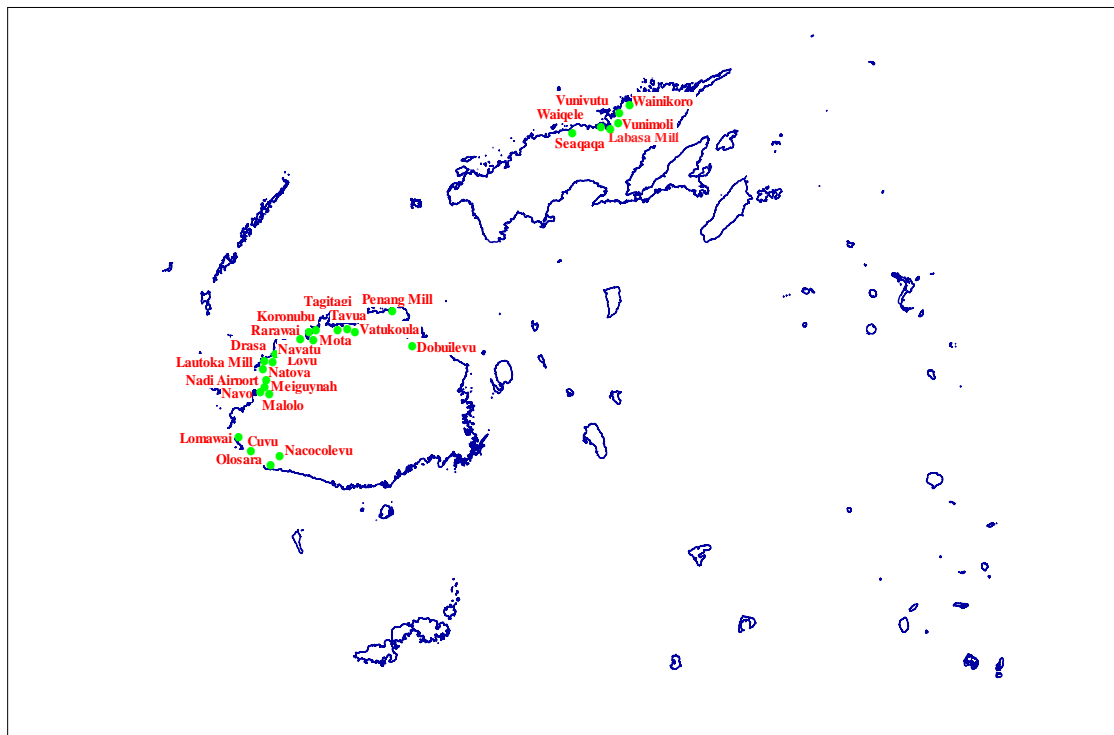 Vunivutu
Wainikoro
Waiqele
Vunimoli
Seaqaqa
Labasa Mill
Tagitagi
Penang Mill
Koronubu
Tavua
Rarawai
Vatukoula
Mota
Drasa
Navatu
Dobuilevu
Lautoka Mill
Lovu
Natova
Nadi Airport
Meiguynah
Navo
Malolo
Lomawai
Cuvu
Nacocolevu
Olosara